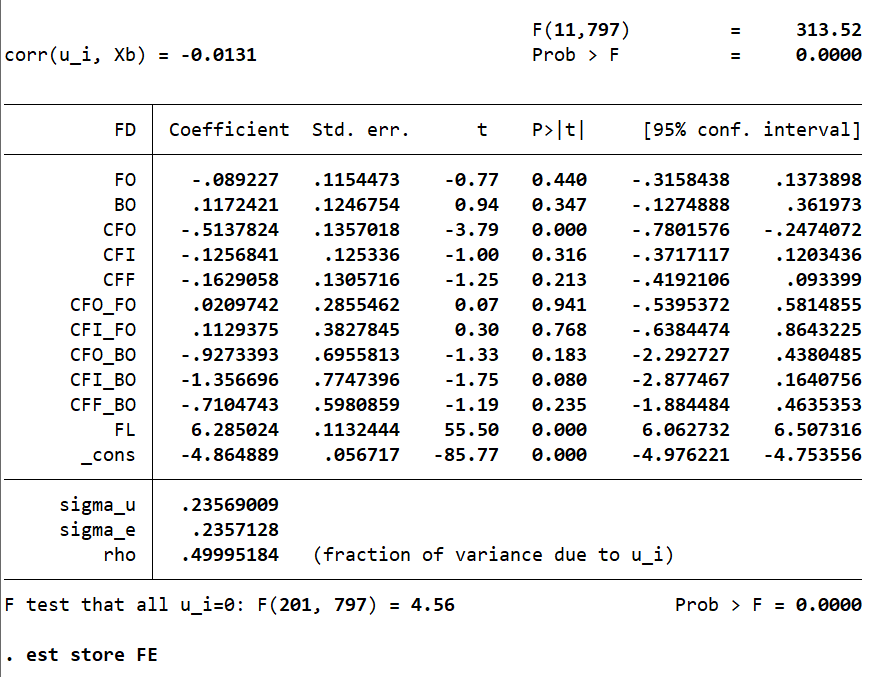 F(11,797) = 313.52
corr(u_i, Xb) = -0.0131 Prob > F = 0.0000
FD Coefficient Std. err. t P>|t| [95% conf. interval]
FO -.089227 .1154473 -0.77 0.440 -.3158438 .1373898
BO .1172421 .1246754 0.94 0.347 -.1274888 .361973
CFO -.5137824 .1357018 -3.79 0.000 -.7801576 -.2474072
CFI -.1256841 .125336 -1.00 0.316 -.3717117 .1203436
CFF -.1629058 .1305716 -1.25 0.213 -.4192106 .093399
CFO_FO .0209742 .2855462 0.07 0.941 -.5395372 .5814855
CFI_FO .1129375 .3827845 0.30 0.768 -.6384474 .8643225
CFO_BO -.9273393 .6955813 -1.33 0.183 -2.292727 .4380485
CFI_BO -1.356696 .7747396 -1.75 0.080 -2.877467 .1640756
CFF_BO -.7104743 .5980859 -1.19 0.235 -1.884484 .4635353
FL 6.285024 .1132444 55.50 0.000 6.062732 6.507316
_cons -4.864889 .056717 -85.77 0.000 -4.976221 -4.753556
sigma_u .23569009
sigma_e .2357128
rho .49995184 (fraction of variance due to u_i)
F test that all u_i=0: F(201, 797) = 4.56 Prob > F = 0.0000
. est store FE